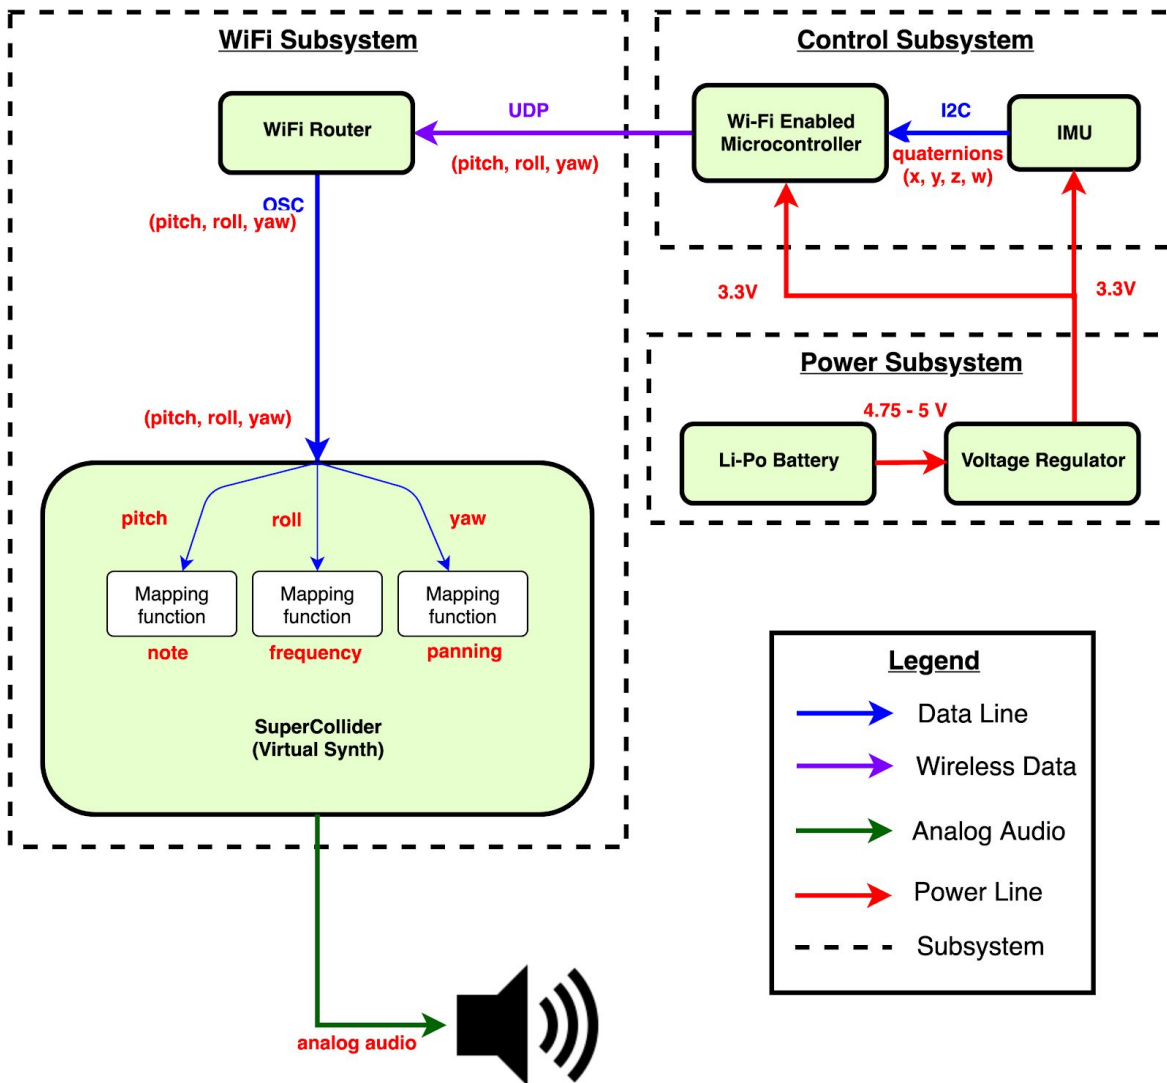 WiFi Subsystem
WiFi Router
UDP
(pitch, roll, yaw)
OSC
(pitch, roll, yaw)
(pitch, roll, yaw)
pitch
roll
yaw
Mapping
function
Mapping
function
Mapping
function
note
frequency
panning
SuperCollider
(Virtual Synth)
analog audio
Control Subsystem
Wi-Fi Enabled
Microcontroller
I2C
quaternions
(x, y, z, w)
IMU
3.3V
3.3V
Power Subsystem
4.75 - 5 V
Li-Po Battery
Voltage Regulator
Legend
Data Line
Wireless Data
Analog Audio
Power Line
Subsystem